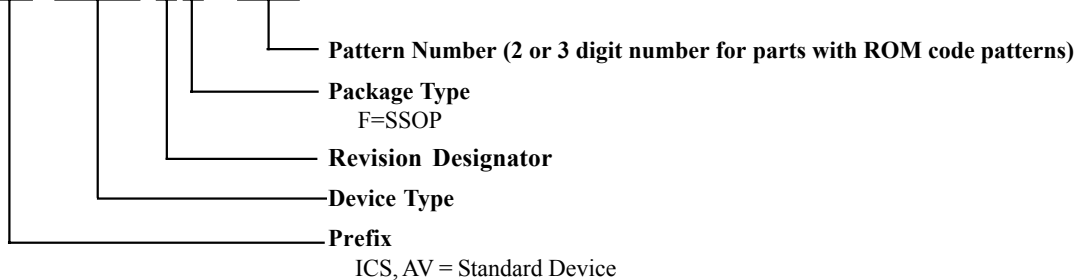 Pattern Number (2 or 3 digit number for parts with ROM code patterns)
Package Type
F=SSOP
Revision Designator
Device Type
Prefix
ICS, AV = Standard Device